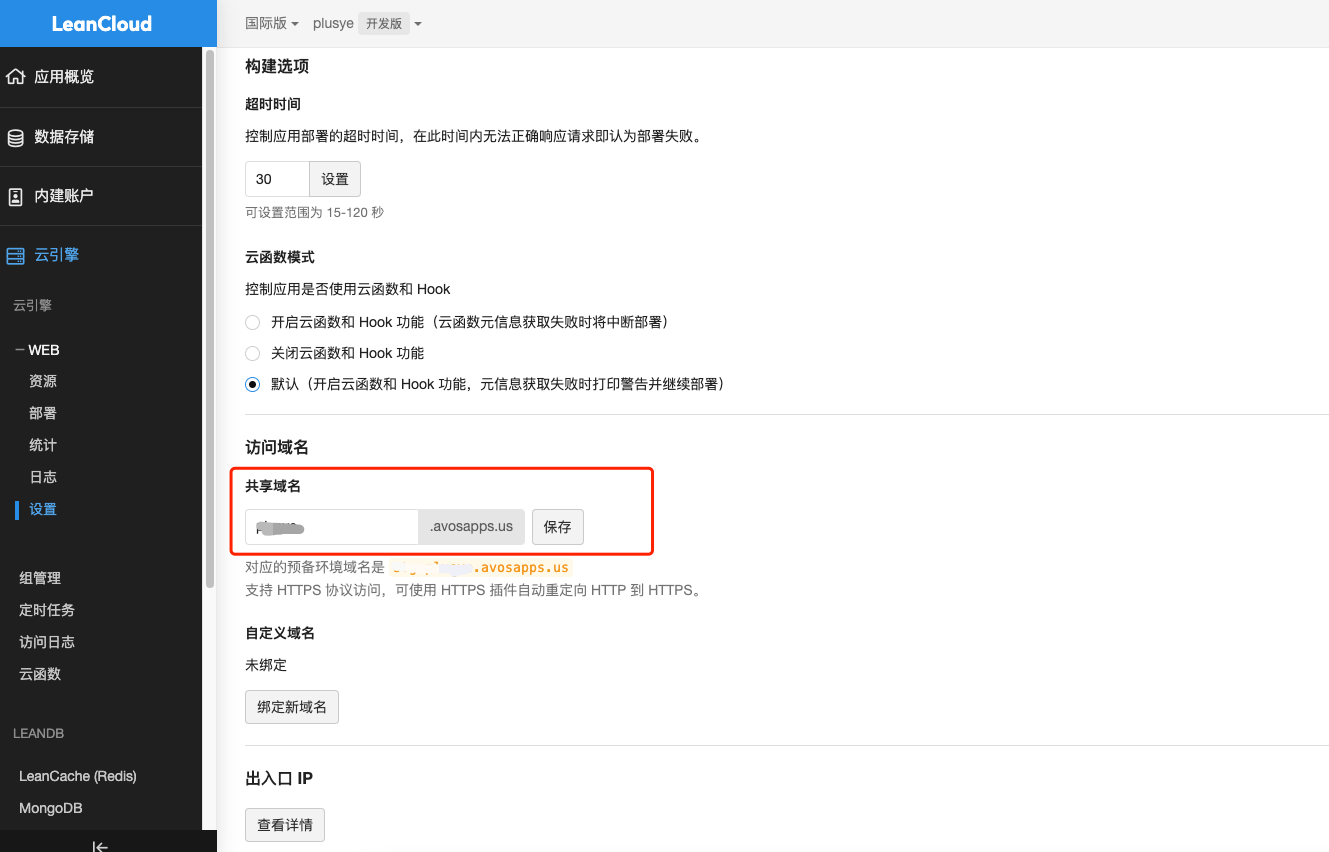 LeanCloud
国际版 plusye 开发版
应用概览
数据存储
内建账户
云引擎
云引擎
WEB
资源
部署
统计
日志
设置
组管理
定时任务
访问日志
云函数
LEANDB
LeanCache (Redis)
MongoDB
构建选项
超时时间
控制应用部署的超时时间，在此时间内无法正确响应请求即认为部署失败。
30 设置
可设置范围为 15-120 秒
云函数模式
控制应用是否使用云函数和 Hook
开启云函数和 Hook 功能（云函数元信息获取失败时将中断部署）
关闭云函数和 Hook 功能
默认（开启云函数和 Hook 功能，元信息获取失败时打印警告并继续部署）
访问域名
共享域名
.avosapps.us 保存
对应的预备环境域名是 .avosapps.us
支持 HTTPS 协议访问，可使用 HTTPS 插件自动重定向 HTTP 到 HTTPS。
自定义域名
未绑定
绑定新域名
出入口 IP
查看详情